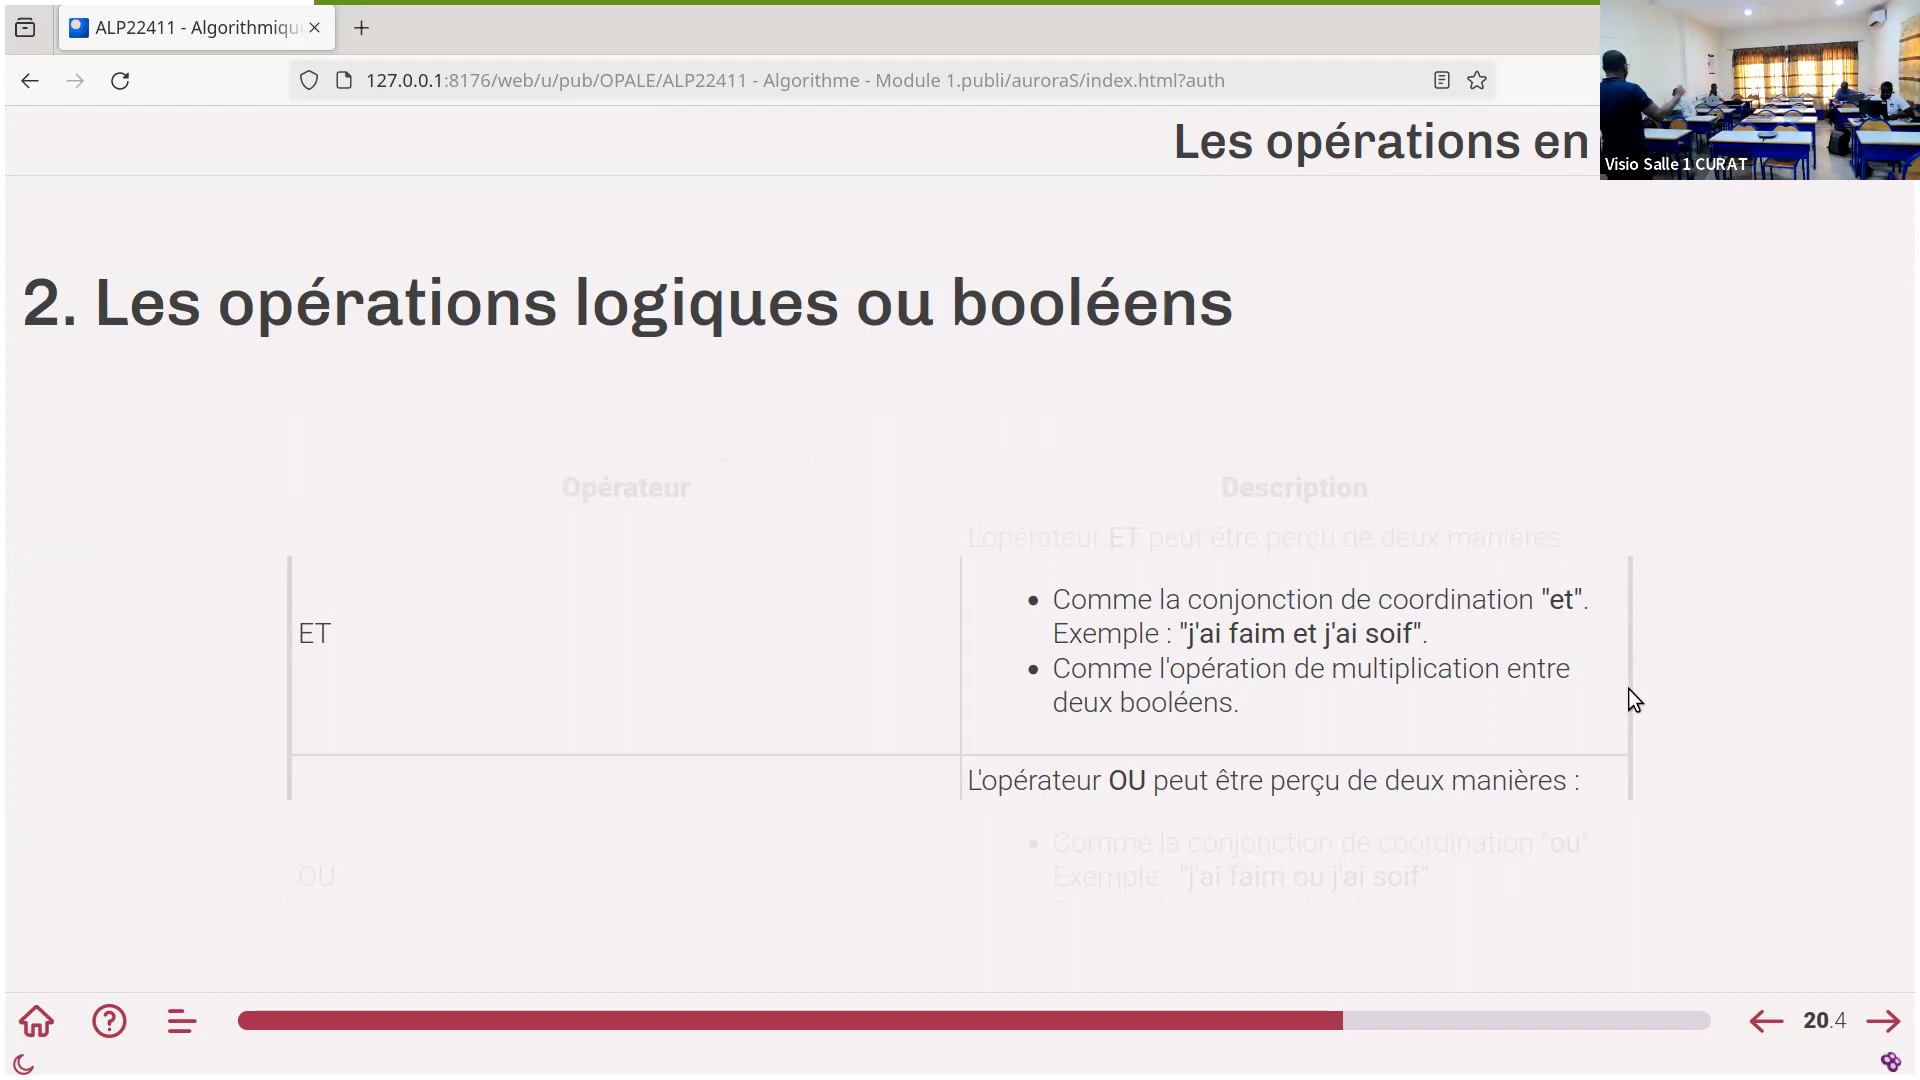 ALP22411 - Algorithmiqu
127.0.0.1:8176/web/u/pub/OPALE/ALP22411 - Algorithme - Module 1.publi/auroraS/index.html?auth
Les opérations en
Visio Salle 1 CURAT
2. Les opérations logiques ou booléens
Opérateur Description
L'opérateur ET peut être perçu de deux manières :
ET
• Comme la conjonction de coordination "et".
Exemple : "j'ai faim et j'ai soif".
• Comme l'opération de multiplication entre
deux booléens.
L'opérateur OU peut être perçu de deux manières :
OU
• Comme la conjonction de coordination "ou".
Exemple : "j'ai faim ou j'ai soif".
20.4